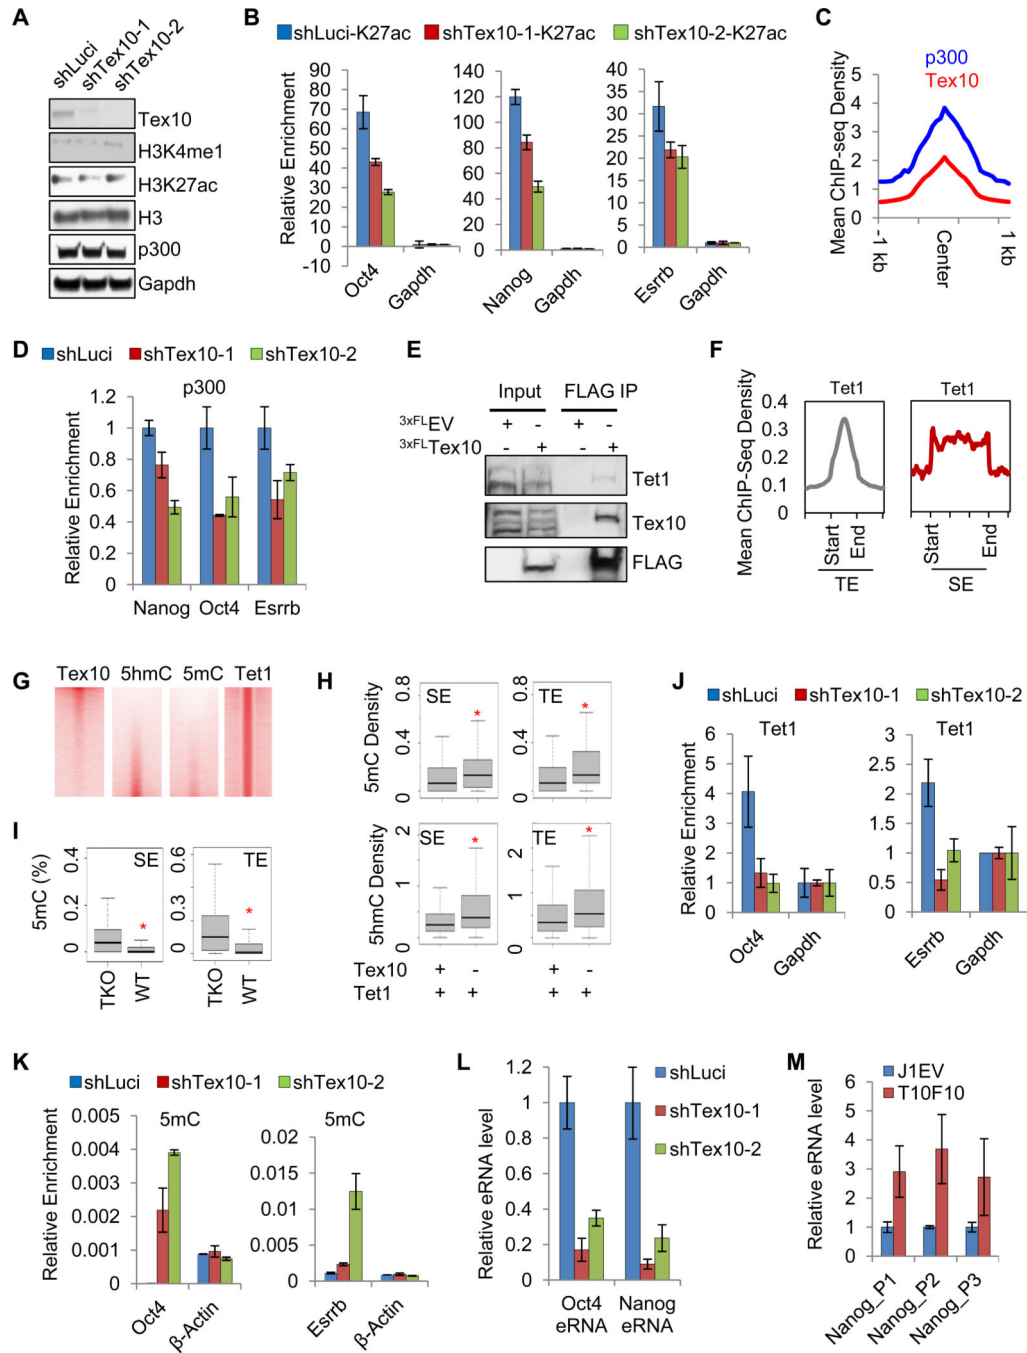 A
shLuci
shTex10-1
shTex10-2
Tex10
H3K4me1
H3K27ac
H3
p300
Gapdh
B
shLuci-K27ac shTex10-1-K27ac shTex10-2-K27ac
Relative Enrichment
90
80
70
60
50
40
30
20
10
0
-10
Oct4 Gapdh
140
120
100
80
60
40
20
0
Nanog Gapdh
40
35
30
25
20
15
10
5
0
Esrrb Gapdh
C
p300
Tex10
Mean ChIP-seq Density
5
4
3
2
1
0
-1 kb Center 1 kb
D
shLuci shTex10-1 shTex10-2
p300
Relative Enrichment
1.2
1
0.8
0.6
0.4
0.2
0
Nanog Oct4 Esrrb
E
Input FLAG IP
3xFLEV + - + -
3xFLTex10 - + - +
Tet1
Tex10
FLAG
F
Mean ChIP-Seq Density
Tet1 Tet1
0.4
0.3
0.2
0.1
0
Start End Start End
TE SE
G
Tex10 5hmC 5mC Tet1
H
5mC Density
0.8
0.4
0
SE *
0.8
0.4
0
TE *
5hmC Density
2
1
0
SE *
2
1
0
TE *
Tex10 + - + -
Tet1 + + + +
I
5mC (%)
0.4
0.2
0
SE
*
TKO WT
0.6
0.3
0
TE
*
TKO WT
J
shLuci shTex10-1 shTex10-2
Tet1 Tet1
Relative Enrichment
6
5
4
3
2
1
0
Oct4 Gapdh
3
2.5
2
1.5
1
0.5
0
Esrrb Gapdh
K
shLuci shTex10-1 shTex10-2
5mC 5mC
Relative Enrichment
0.005
0.004
0.003
0.002
0.001
0
Oct4 β-Actin
0.02
0.015
0.01
0.005
0
Esrrb β-Actin
L
Relative eRNA level
1.2
1
0.8
0.6
0.4
0.2
0
shLuci
shTex10-1
shTex10-2
Oct4 Nanog
eRNA eRNA
M
J1EV
T10F10
Relative eRNA level
6
5
4
3
2
1
0
Nanog_P1 Nanog_P2 Nanog_P3